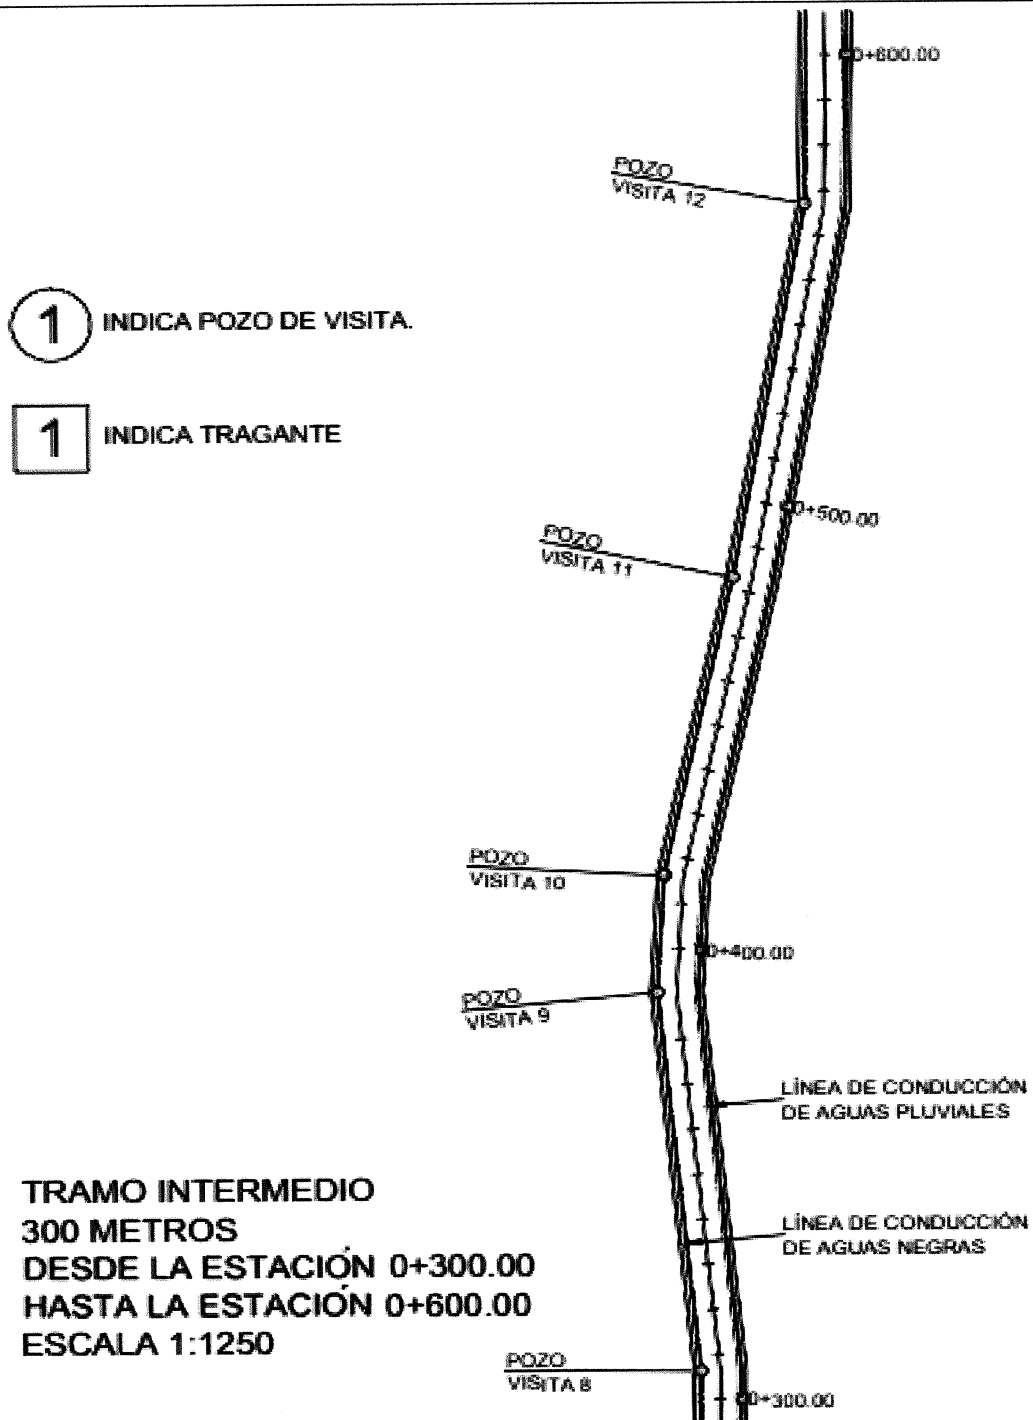 0+600.00
POZO
VISITA 12
1 INDICA POZO DE VISITA.
1 INDICA TRAGANTE
0+500.00
POZO
VISITA 11
POZO
VISITA 10
0+400.00
POZO
VISITA 9
LÍNEA DE CONDUCCIÓN
DE AGUAS PLUVIALES
LÍNEA DE CONDUCCIÓN
DE AGUAS NEGRAS
TRAMO INTERMEDIO
300 METROS
DESDE LA ESTACIÓN 0+300.00
HASTA LA ESTACIÓN 0+600.00
ESCALA 1:1250
POZO
VISITA 8
0+300.00